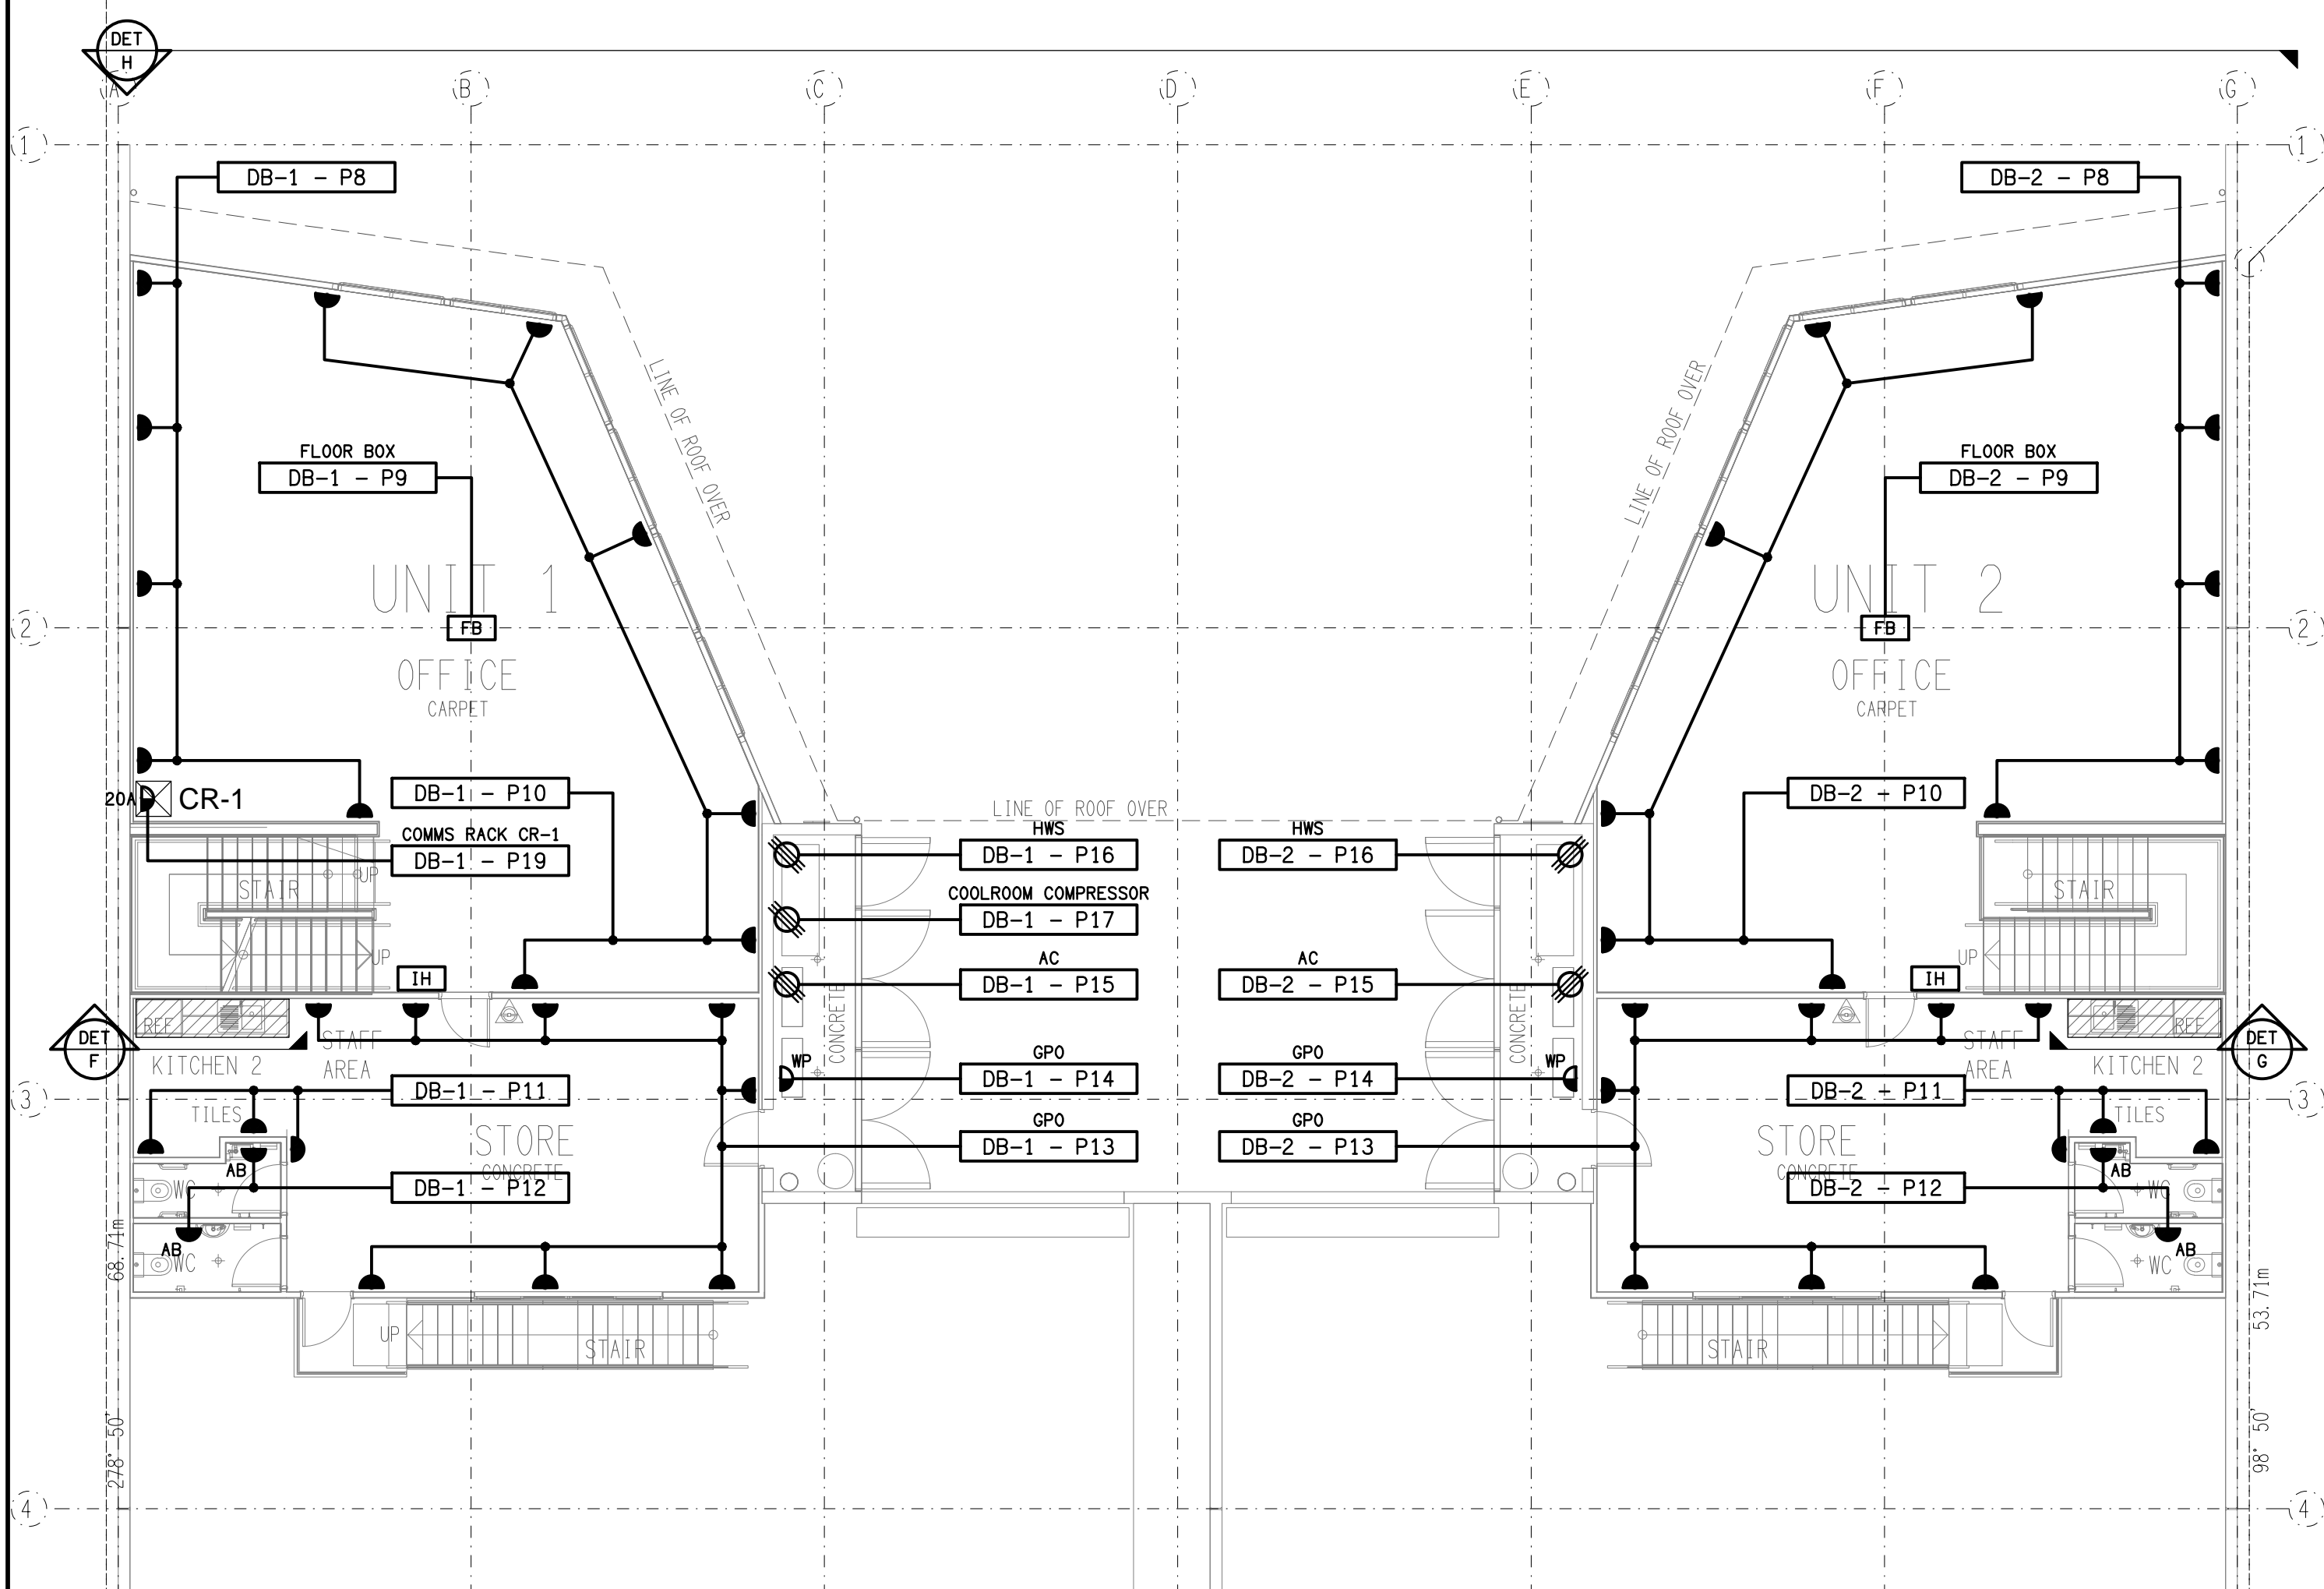 DET
H
A
B
C
D
E
F
G
1
1
DB-1 - P8
DB-2 - P8
LINE OF ROOF OVER
LINE OF ROOF OVER
FLOOR BOX
DB-1 - P9
FLOOR BOX
DB-2 - P9
UNIT 1
UNIT 2
2
FB
FB
2
OFFICE
CARPET
OFFICE
CARPET
20A
CR-1
DB-1 - P10
DB-2 - P10
LINE OF ROOF OVER
COMMS RACK CR-1
DB-1 - P19
HWS
DB-1 - P16
HWS
DB-2 - P16
UP
STAIR
STAIR
COOLROOM COMPRESSOR
DB-1 - P17
UP
UP
IH
IH
AC
DB-1 - P15
AC
DB-2 - P15
CONCRETE
CONCRETE
REF
REF
DET
F
DET
G
STAFF
AREA
STAFF
AREA
KITCHEN 2
KITCHEN 2
WP
WP
GPO
DB-1 - P14
GPO
DB-2 - P14
DB-1 - P11
DB-2 - P11
3
3
TILES
TILES
GPO
DB-1 - P13
GPO
DB-2 - P13
STORE
CONCRETE
STORE
CONCRETE
AB
AB
WC
WC
DB-1 - P12
DB-2 - P12
AB
AB
WC
WC
68.71m
53.71m
UP
STAIR
STAIR
278° 50'
98° 50'
4
4